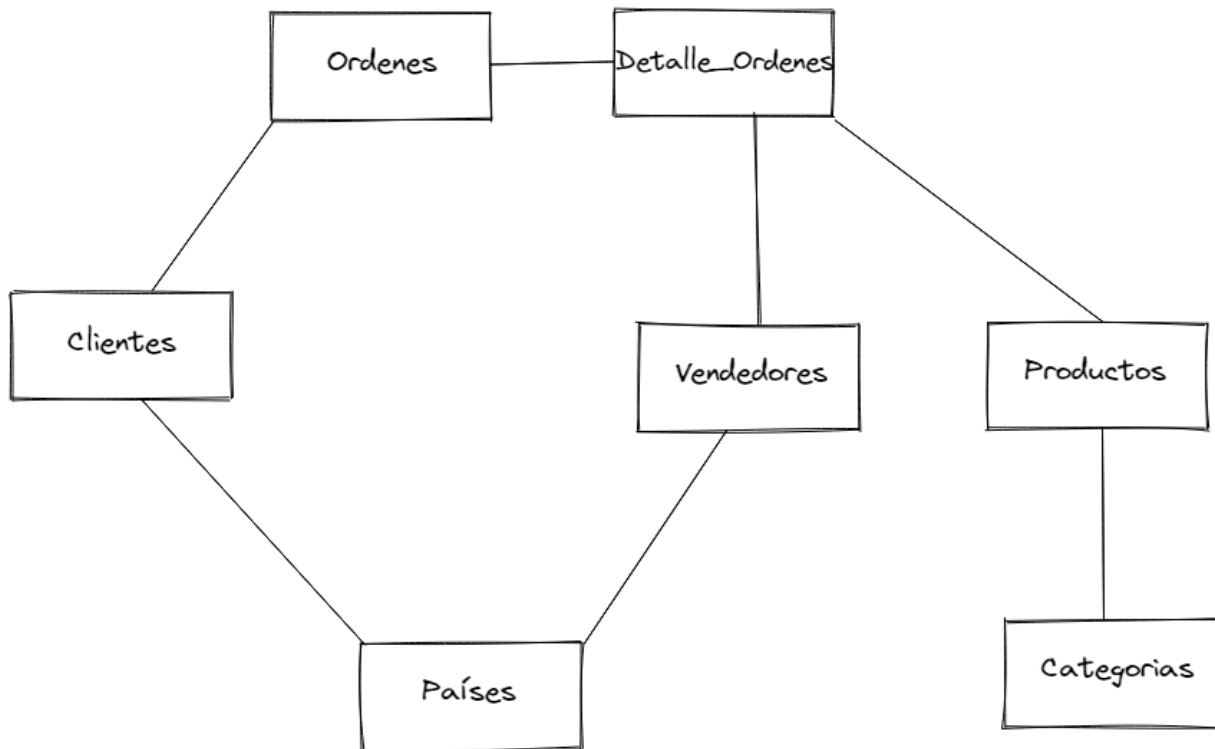 Ordenes
Detalle_Ordenes
Clientes
Vendedores
Productos
Países
Categorias